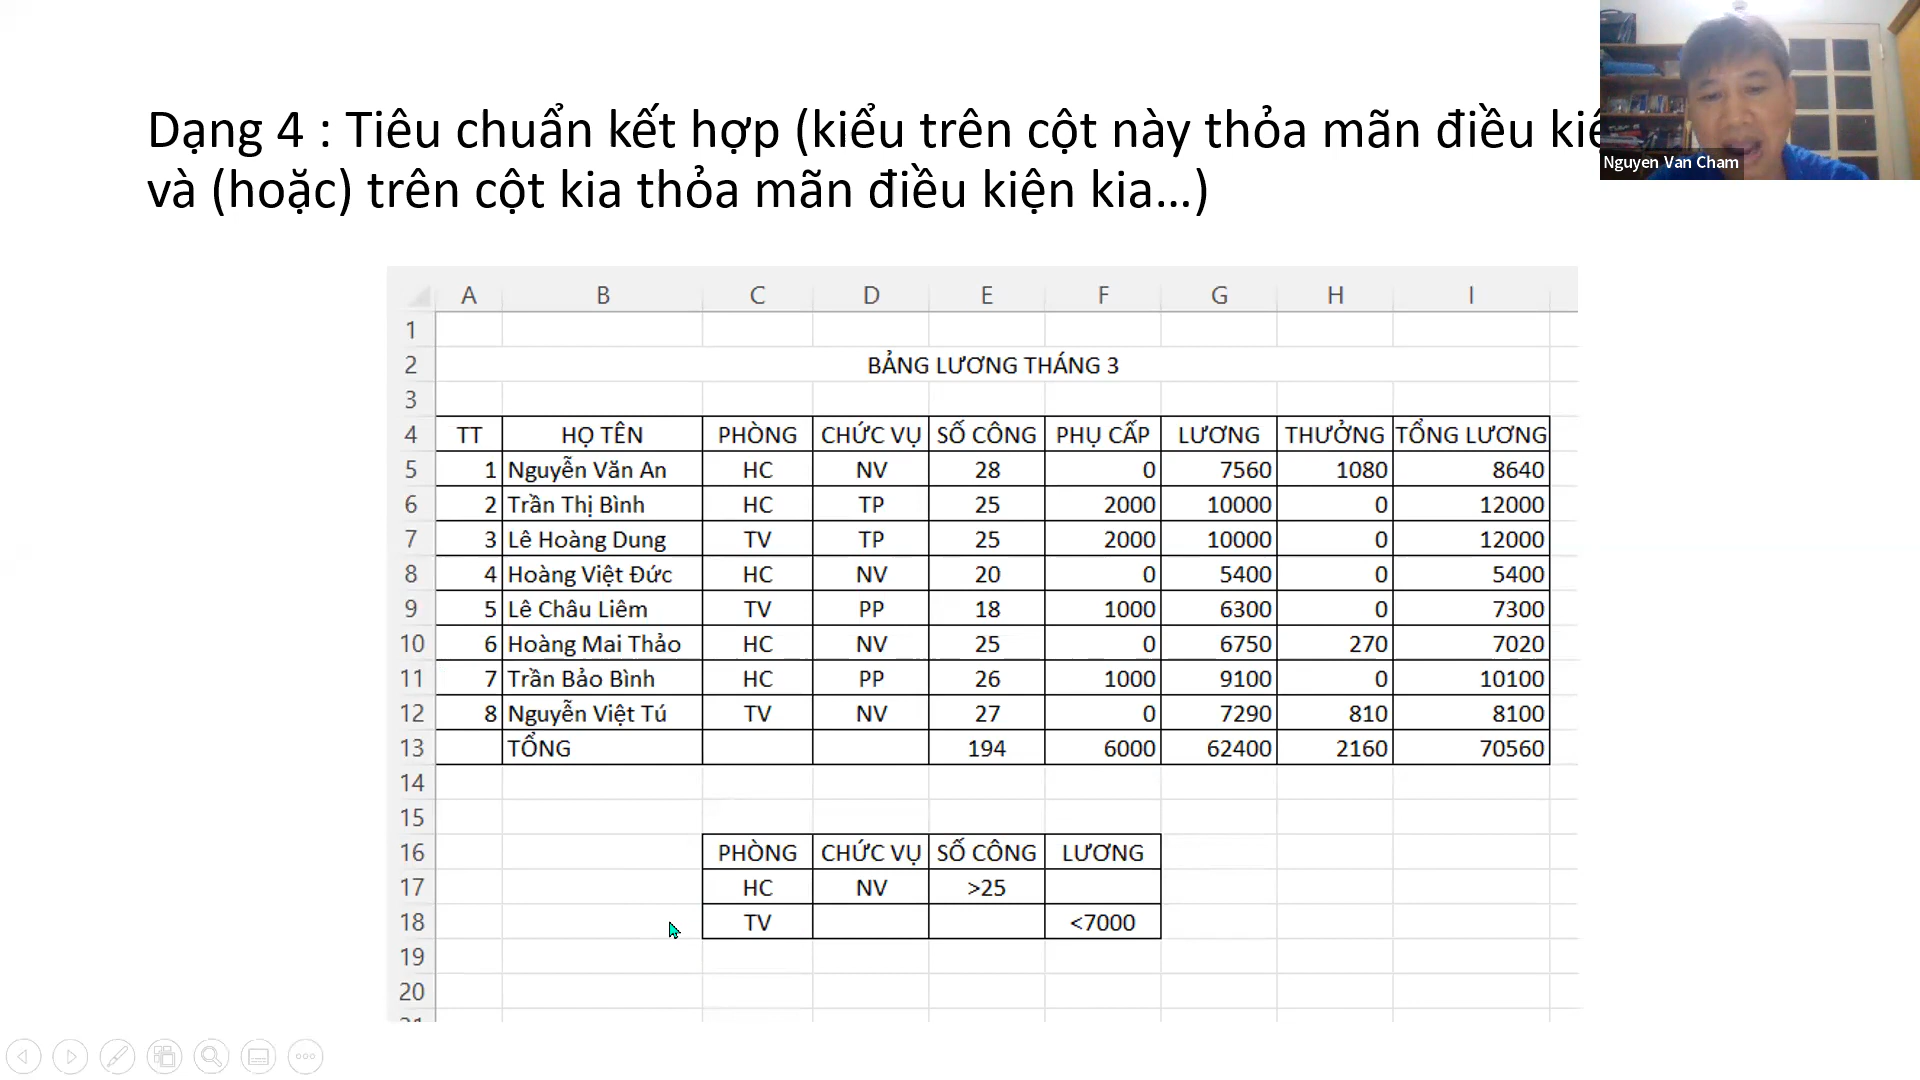 Dạng 4 : Tiêu chuẩn kết hợp (kiểu trên cột này thỏa mãn điều
và (hoặc) trên cột kia thỏa mãn điều kiện kia...)
Nguyen Van Cham
A B C D E F G H I
1
2 BẢNG LƯƠNG THÁNG 3
3
4 TT HỌ TÊN PHÒNG CHỨC VỤ SỐ CÔNG PHỤ CẤP LƯƠNG THƯỞNG TỔNG LƯƠNG
5 1 Nguyễn Văn An HC NV 28 0 7560 1080 8640
6 2 Trần Thị Bình HC TP 25 2000 10000 0 12000
7 3 Lê Hoàng Dung TV TP 25 2000 10000 0 12000
8 4 Hoàng Việt Đức HC NV 20 0 5400 0 5400
9 5 Lê Châu Liêm TV PP 18 1000 6300 0 7300
10 6 Hoàng Mai Thảo HC NV 25 0 6750 270 7020
11 7 Trần Bảo Bình HC PP 26 1000 9100 0 10100
12 8 Nguyễn Việt Tú TV NV 27 0 7290 810 8100
13 TỔNG 194 6000 62400 2160 70560
14
15
16 PHÒNG CHỨC VỤ SỐ CÔNG LƯƠNG
17 HC NV >25
18 TV <7000
19
20